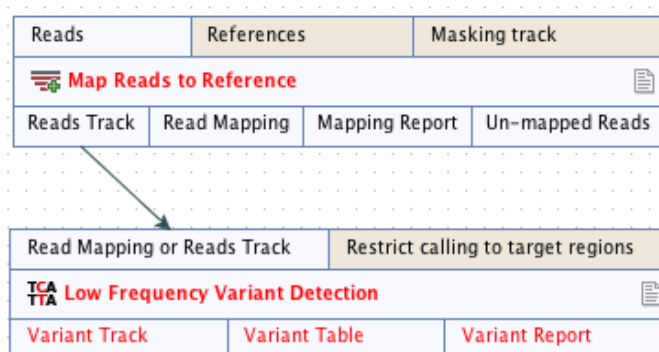 Reads References Masking track
Map Reads to Reference
Reads Track Read Mapping Mapping Report Un-mapped Reads
Read Mapping or Reads Track Restrict calling to target regions
TCA
TTA
Low Frequency Variant Detection
Variant Track Variant Table Variant Report